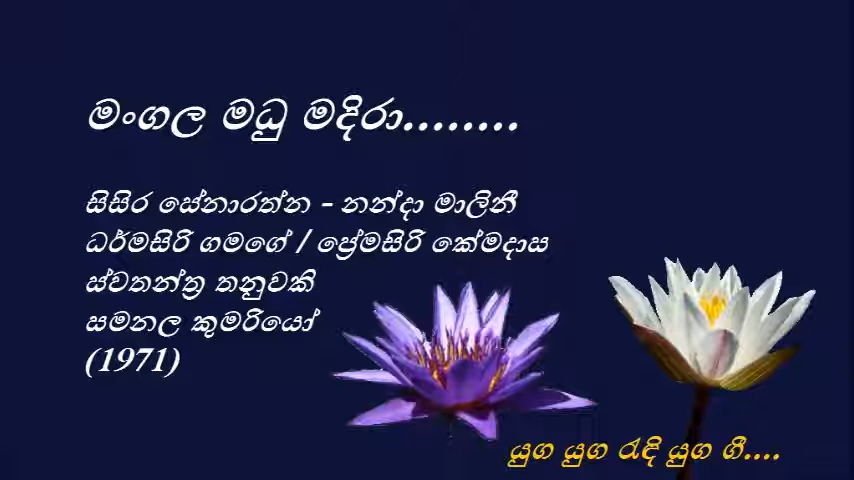 මංගල මධු මදිරා........
සිසිර සේනාරත්න - නන්දා මාලිනී
ධර්මසිරි ගමගේ / ප්‍රේමසිරි කේමදාස
ස්වතන්ත්‍ර තනුවකි
සමනල කුමරියෝ
(1971)
යුග යුග රැඳි යුග ගී....